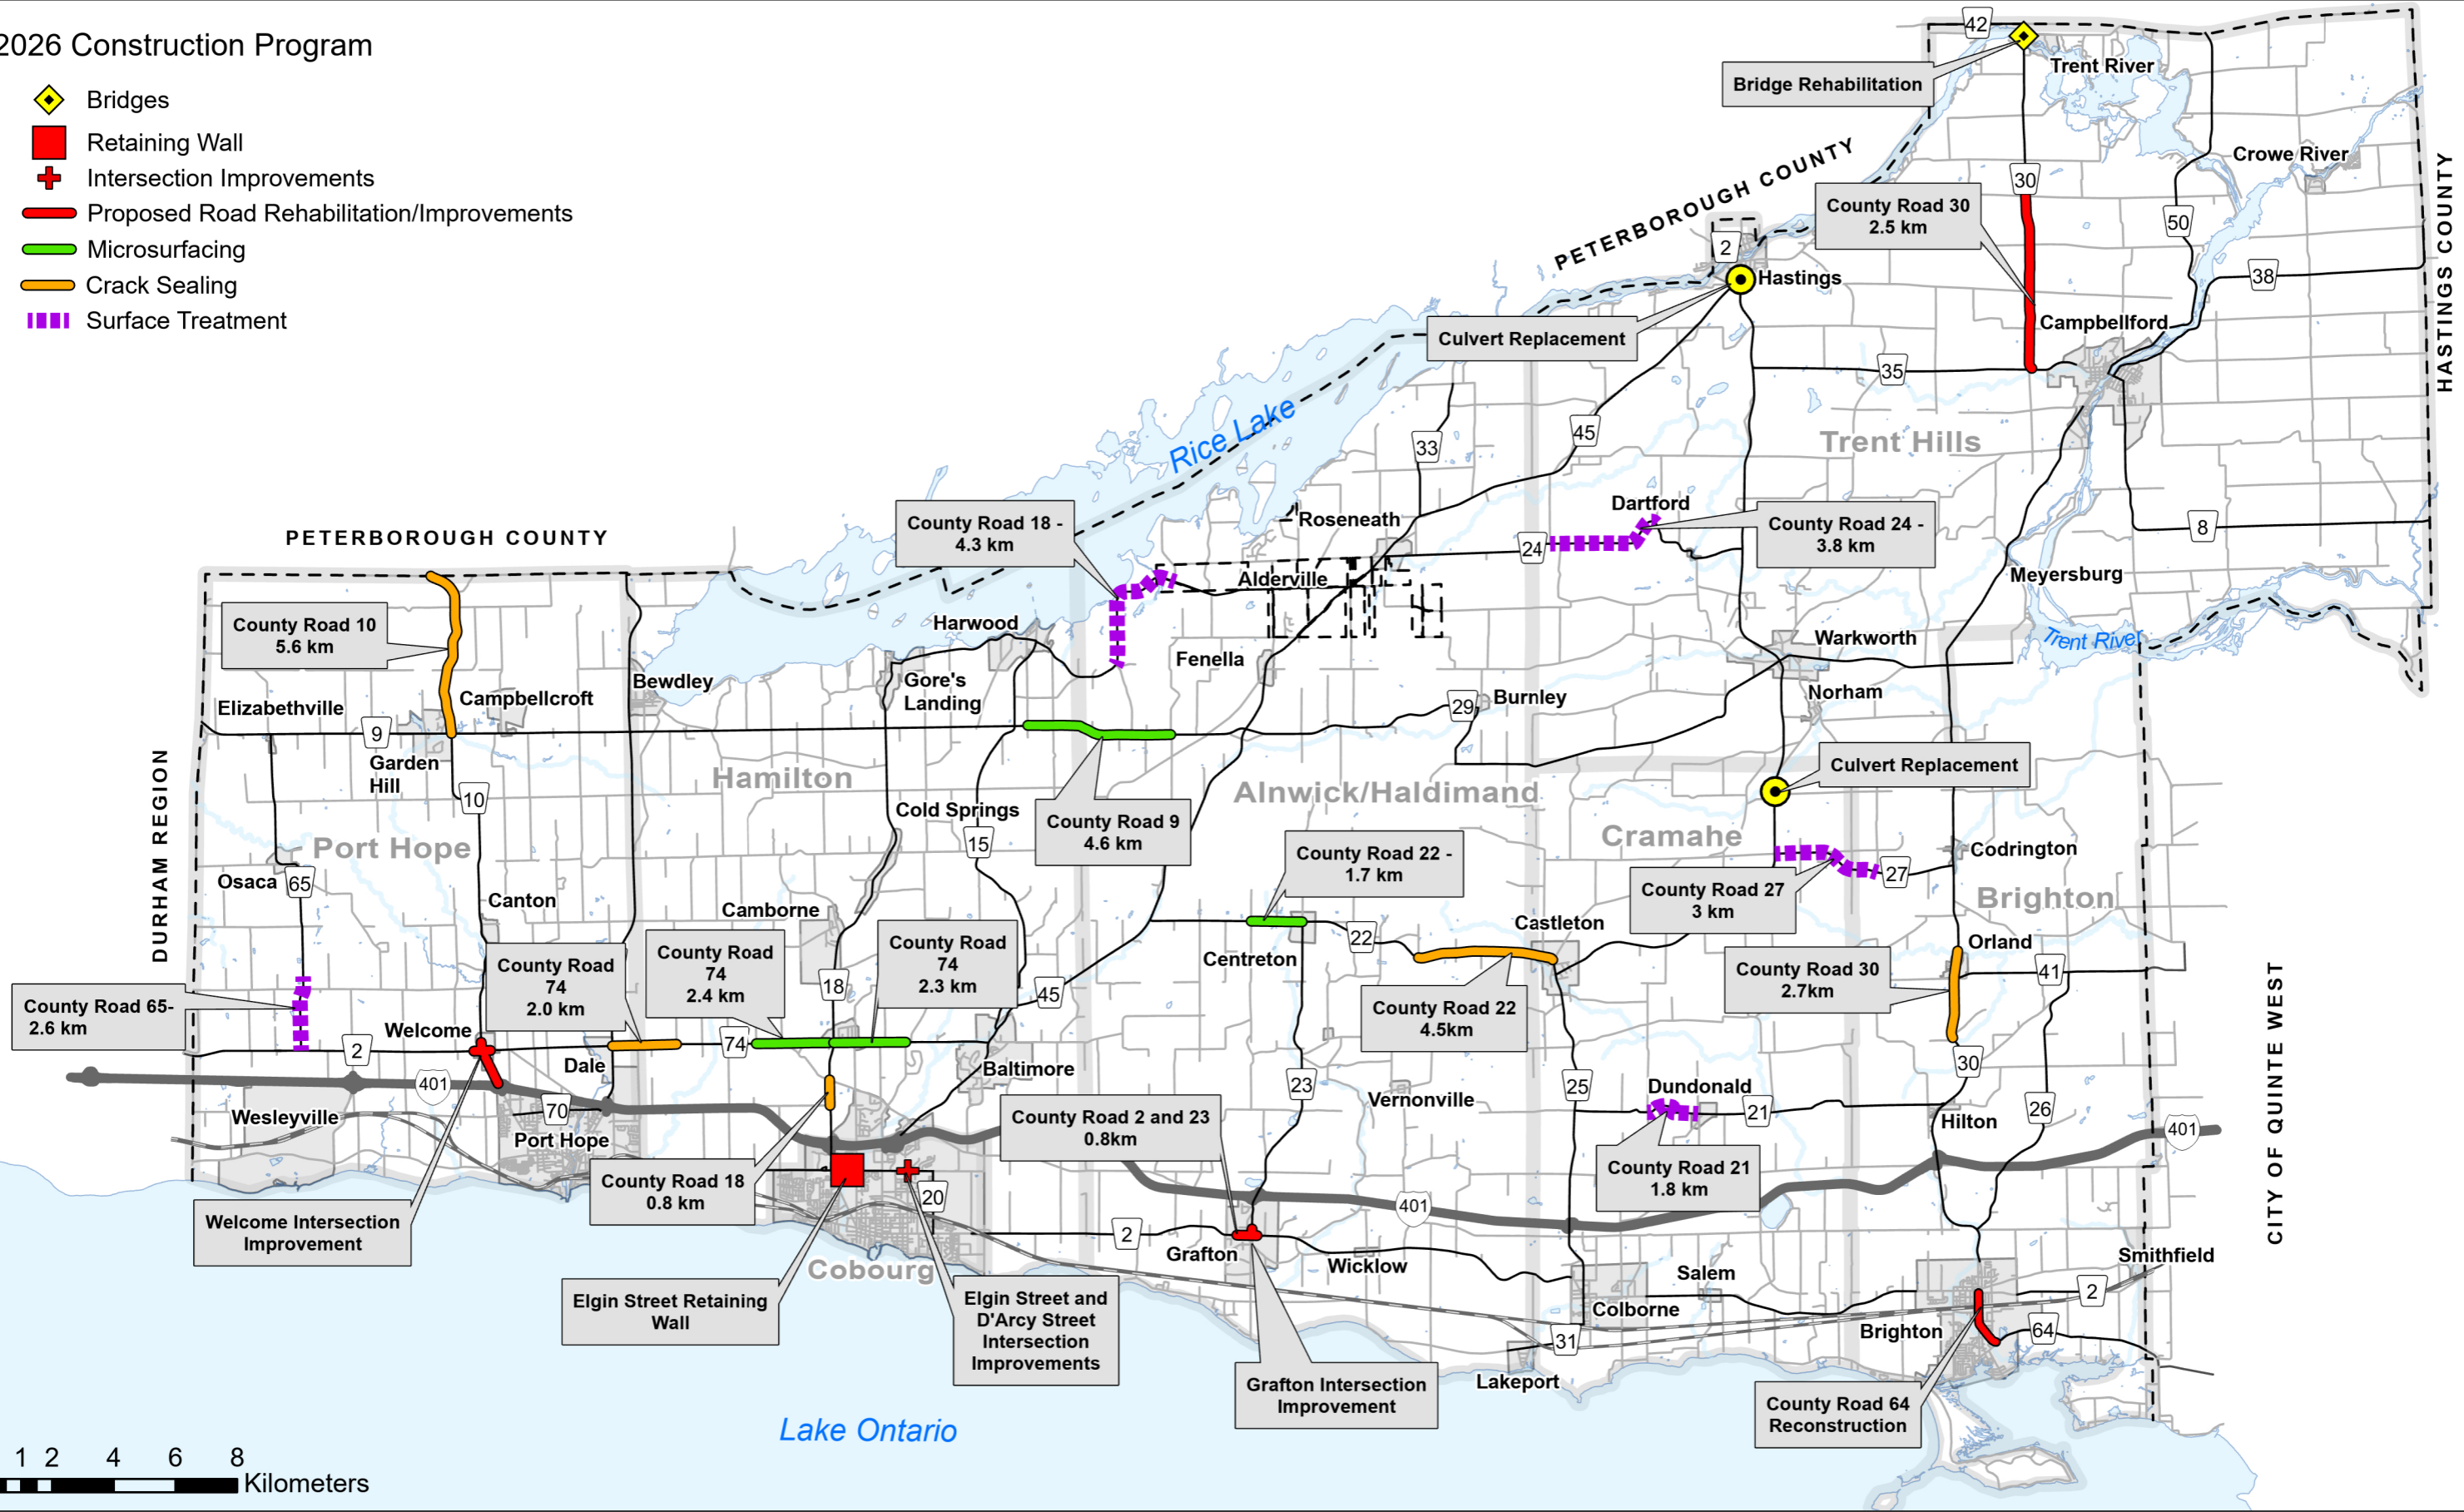 2026 Construction Program
Bridges
Retaining Wall
Intersection Improvements
Proposed Road Rehabilitation/Improvements
Microsurfacing
Crack Sealing
Surface Treatment
42
Trent River
Bridge Rehabilitation
Crowe River
PETERBOROUGH COUNTY
HASTINGS COUNTY
30
County Road 30
2.5 km
50
2
Hastings
38
Culvert Replacement
Campbellford
35
Rice Lake
33
45
Trent Hills
Dartford
County Road 18 -
4.3 km
Roseneath
County Road 24 -
3.8 km
24
8
PETERBOROUGH COUNTY
Alderville
Meyersburg
County Road 10
5.6 km
Harwood
Fenella
Warkworth
Trent River
Bewdley
Gore's
Landing
Elizabethville
Campbellcroft
29
Burnley
Norham
9
Garden
Hill
Hamilton
Alnwick/Haldimand
Culvert Replacement
DURHAM REGION
10
Cold Springs
County Road 9
4.6 km
Cramahe
Port Hope
15
County Road 22 -
1.7 km
Codrington
Osaca
65
27
County Road 27
3 km
Brighton
Canton
Camborne
Castleton
22
Orland
County Road
74
2.0 km
County Road
74
2.4 km
County Road
74
2.3 km
Centreton
County Road 30
2.7km
41
18
45
County Road 65-
2.6 km
County Road 22
4.5km
CITY OF QUINTE WEST
Welcome
2
74
Dale
Baltimore
30
401
23
25
Dundonald
Vernonville
21
26
Wesleyville
70
Port Hope
County Road 2 and 23
0.8km
Hilton
401
County Road 18
0.8 km
County Road 21
1.8 km
20
401
Welcome Intersection
Improvement
2
Grafton
Wicklow
Smithfield
Cobourg
Salem
2
Elgin Street Retaining
Wall
Elgin Street and
D'Arcy Street
Intersection
Improvements
Colborne
31
Brighton
64
Grafton Intersection
Improvement
Lakeport
County Road 64
Reconstruction
Lake Ontario
1 2 4 6 8
Kilometers